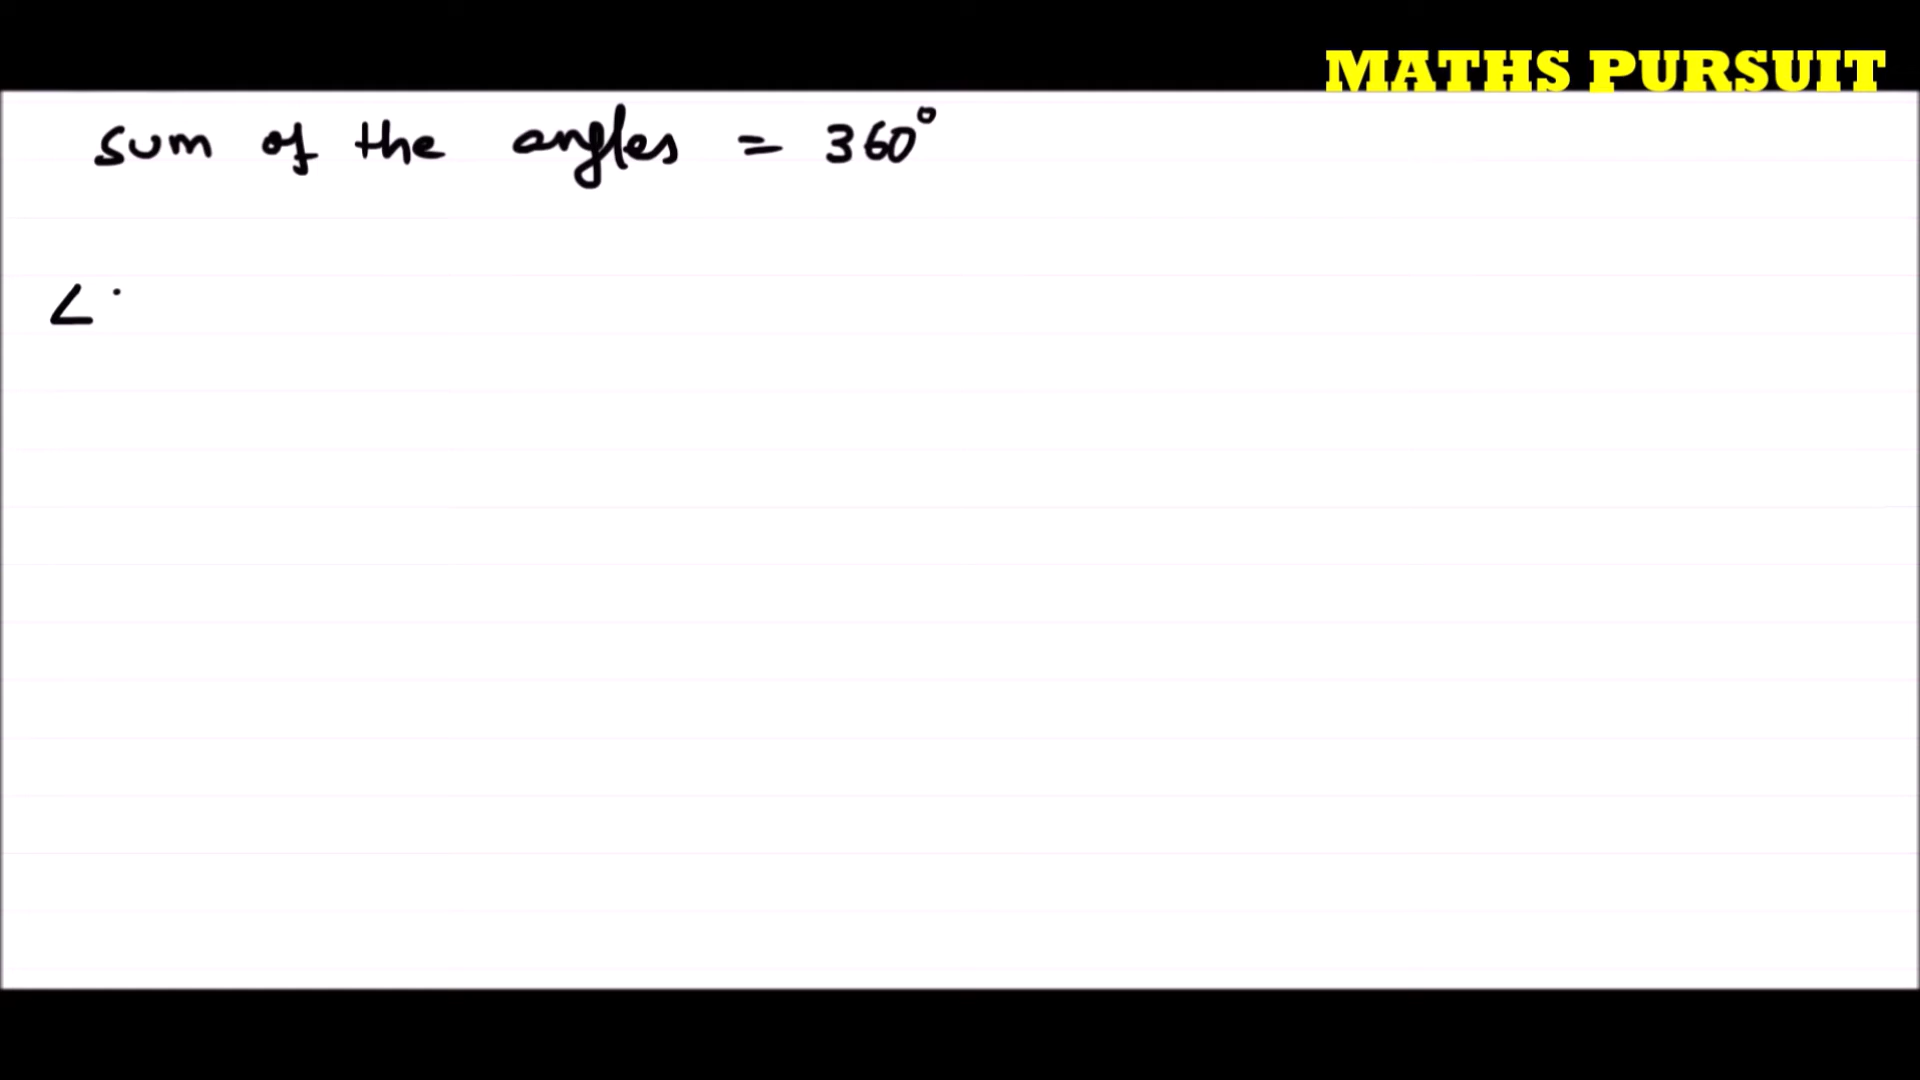 MATHS PURSUIT
sum of the angles = 360°
∠